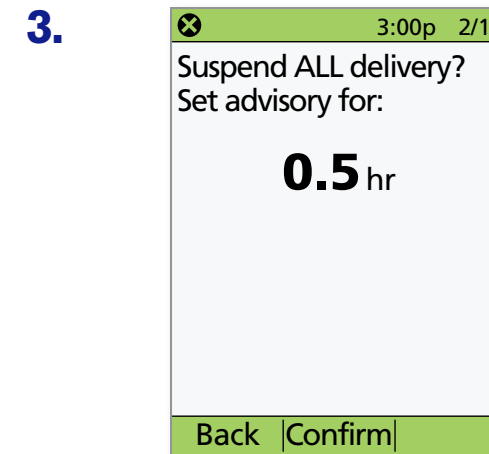 3.
3:00p 2/1
Suspend ALL delivery?
Set advisory for:
0.5 hr
Back Confirm